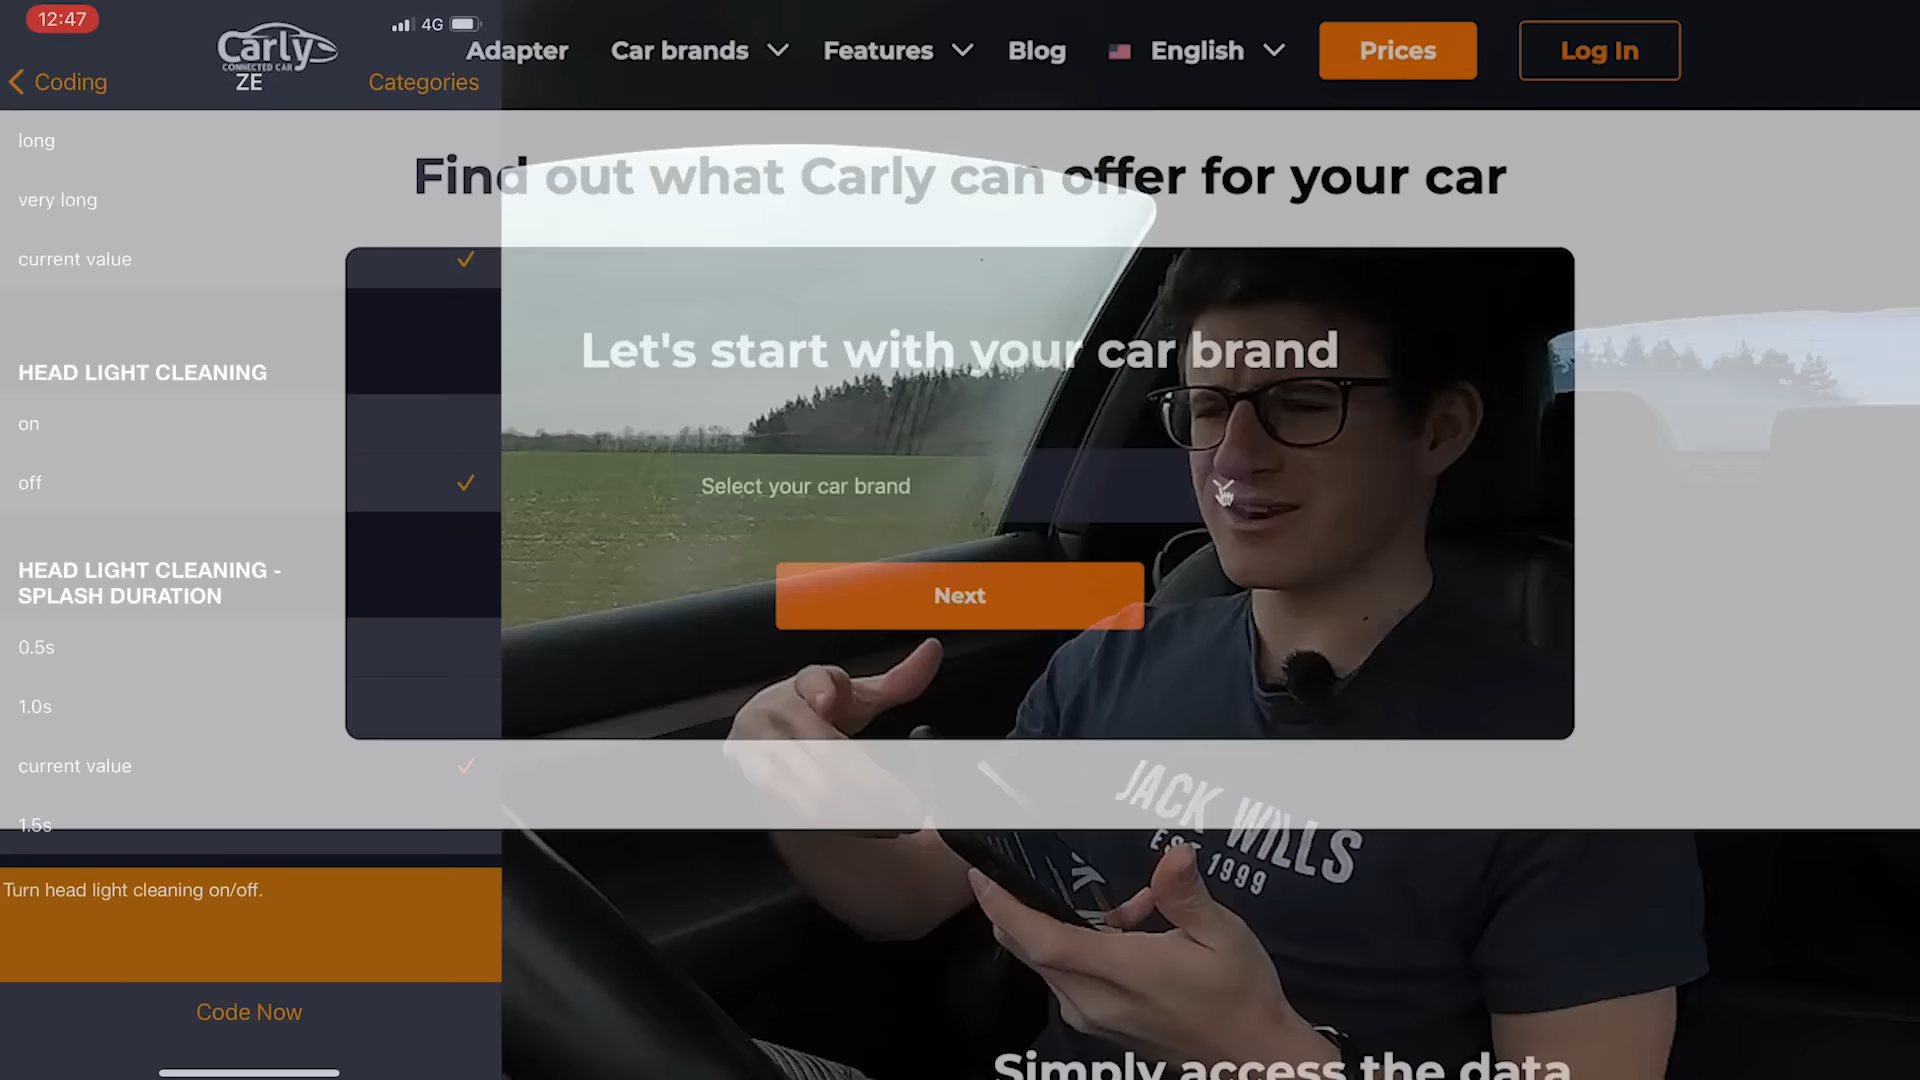 12:47
4G
Carly
CONNECTED CAR
Coding
ZE
Categories
Adapter
Car brands
Features
Blog
English
Prices
Log In
long
very long
current value
HEAD LIGHT CLEANING
on
off
HEAD LIGHT CLEANING -
SPLASH DURATION
0.5s
1.0s
current value
1.5s
Turn head light cleaning on/off.
Code Now
Find out what Carly can offer for your car
Let's start with your car brand
Select your car brand
Next
JACK WILLS
EST 1999
Simply access the data